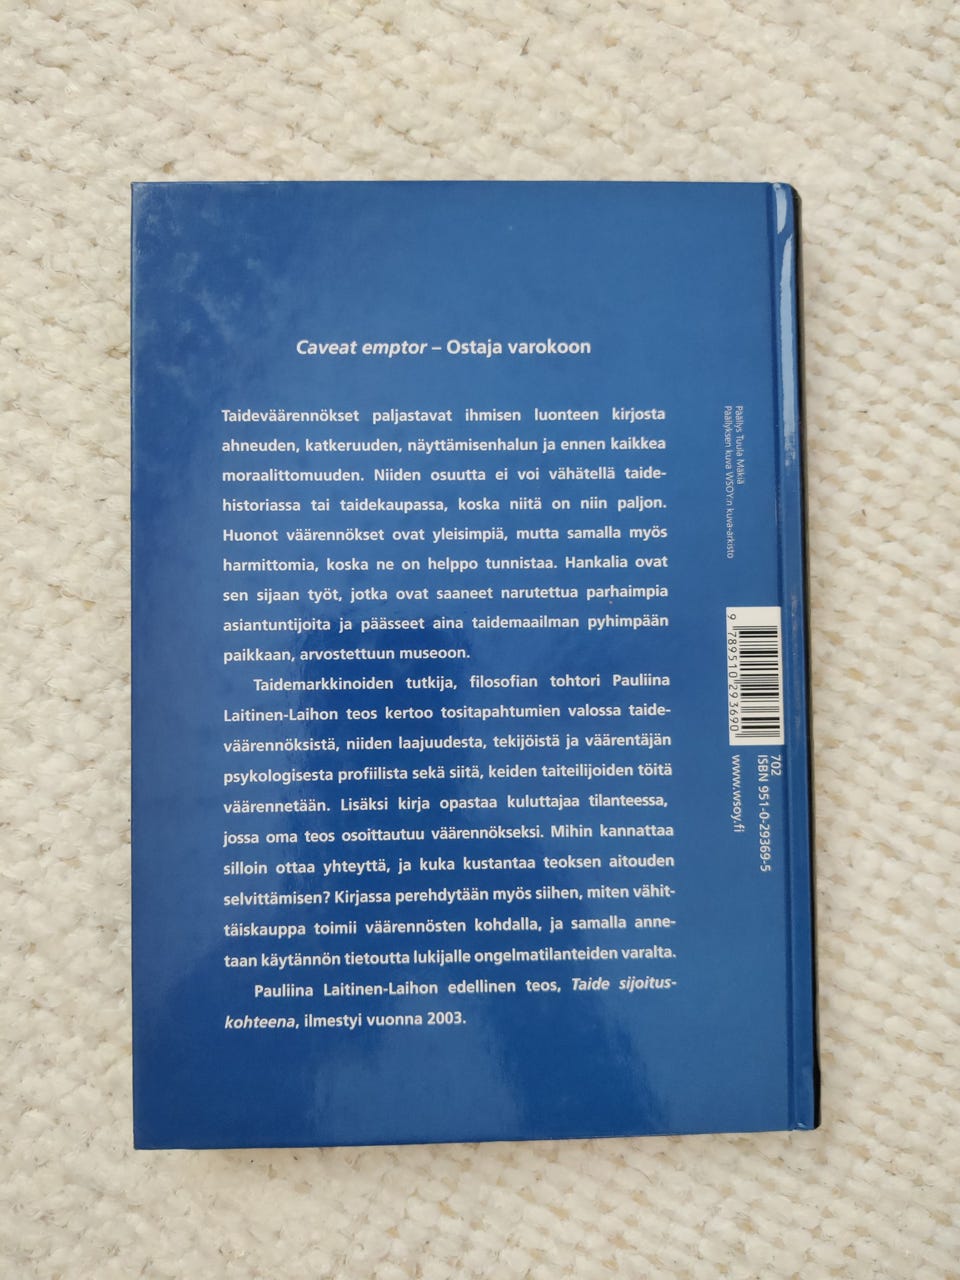 Caveat emptor – Ostaja varokoon
Taideväärennökset paljastavat ihmisen luonteen kirjosta
ahneuden, katkeruuden, näyttämisenhalun ja ennen kaikkea
moraalittomuuden. Niiden osuutta ei voi vähätellä taide-
historiassa tai taidekaupassa, koska niitä on niin paljon.
Huonot väärennökset ovat yleisimpiä, mutta samalla myös
harmittomia, koska ne on helppo tunnistaa. Hankalia ovat
sen sijaan työt, jotka ovat saaneet narutettua parhaimpia
asiantuntijoita ja päässeet aina taidemaailman pyhimpään
paikkaan, arvostettuun museoon.
Taidemarkkinoiden tutkija, filosofian tohtori Pauliina
Laitinen-Laihon teos kertoo tositapahtumien valossa taide-
väärennöksistä, niiden laajuudesta, tekijöistä ja väärentäjän
psykologisesta profiilista sekä siitä, keiden taiteilijoiden töitä
väärennetään. Lisäksi kirja opastaa kuluttajaa tilanteessa,
jossa oma teos osoittautuu väärennökseksi. Mihin kannattaa
silloin ottaa yhteyttä, ja kuka kustantaa teoksen aitouden
selvittämisen? Kirjassa perehdytään myös siihen, miten vähit-
täiskauppa toimii väärennösten kohdalla, ja samalla anne-
taan käytännön tietoutta lukijalle ongelmatilanteiden varalta.
Pauliina Laitinen-Laihon edellinen teos, Taide sijoitus-
kohteena, ilmestyi vuonna 2003.
Päällys Tuula Mäkiä
Päällyksen kuva WSOY:n kuva-arkisto
9 789510 293690
702
ISBN 951-0-29369-5
www.wsoy.fi